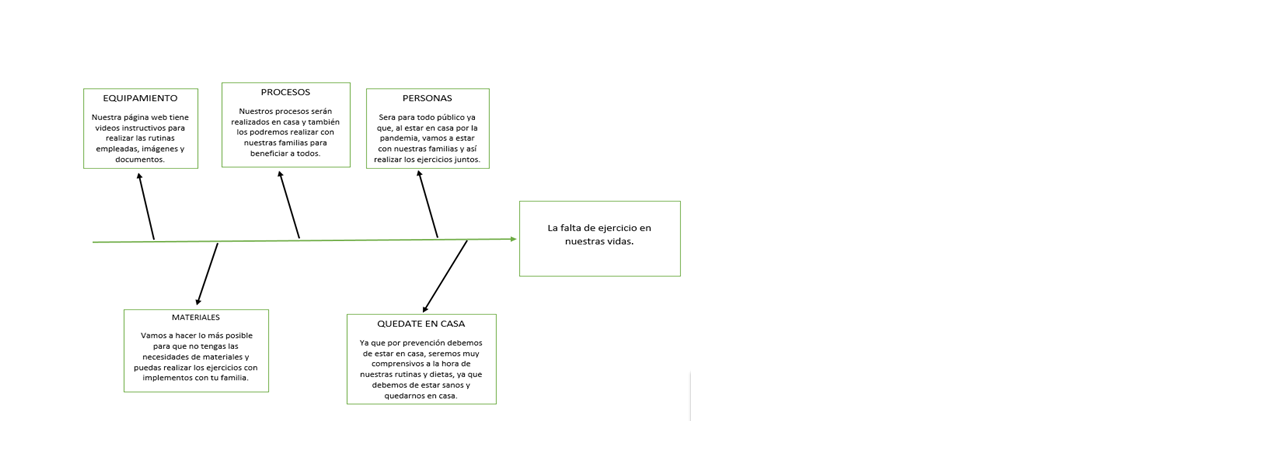 EQUIPAMIENTO
Nuestra página web tiene
videos instructivos para
realizar las rutinas
empleadas, imágenes y
documentos.
PROCESOS
Nuestros procesos serán
realizados en casa y también
los podremos realizar con
nuestras familias para
beneficiar a todos.
PERSONAS
Sera para todo público ya
que, al estar en casa por la
pandemia, vamos a estar
con nuestras familias y así
realizar los ejercicios juntos.
La falta de ejercicio en
nuestras vidas.
MATERIALES
Vamos a hacer lo más posible
para que no tengas las
necesidades de materiales y
puedas realizar los ejercicios con
implementos con tu familia.
QUEDATE EN CASA
Ya que por prevención debemos
de estar en casa, seremos muy
comprensivos a la hora de
nuestras rutinas y dietas, ya que
debemos de estar sanos y
quedarnos en casa.